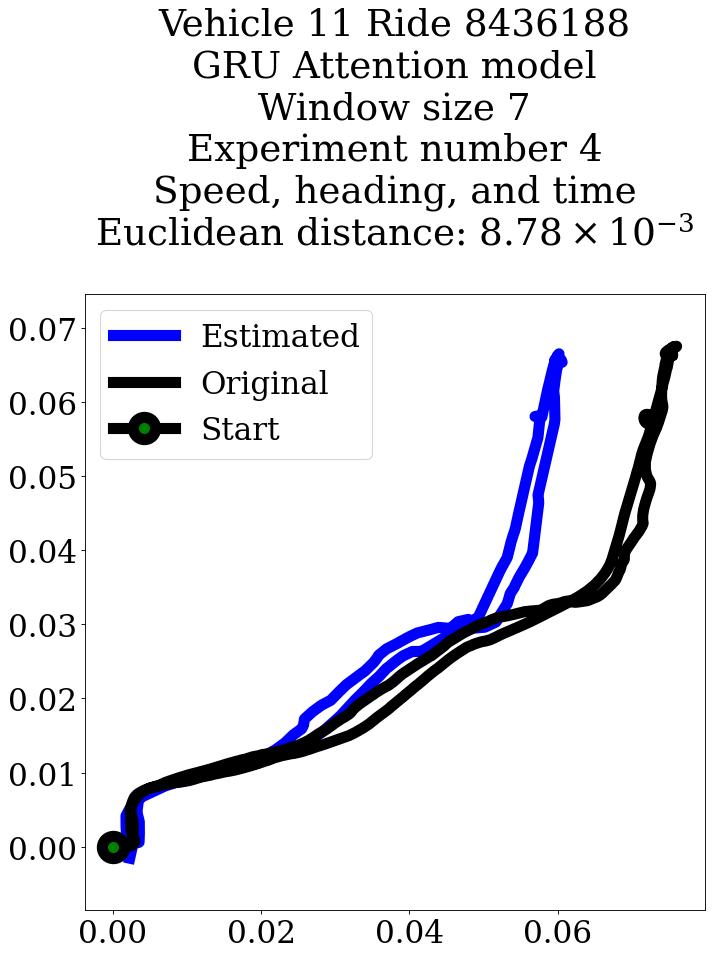 Vehicle 11 Ride 8436188
GRU Attention model
Window size 7
Experiment number 4
Speed, heading, and time
Euclidean distance: 8.78 × 10⁻³
Estimated
Original
Start
0.07
0.06
0.05
0.04
0.03
0.02
0.01
0.00
0.00 0.02 0.04 0.06